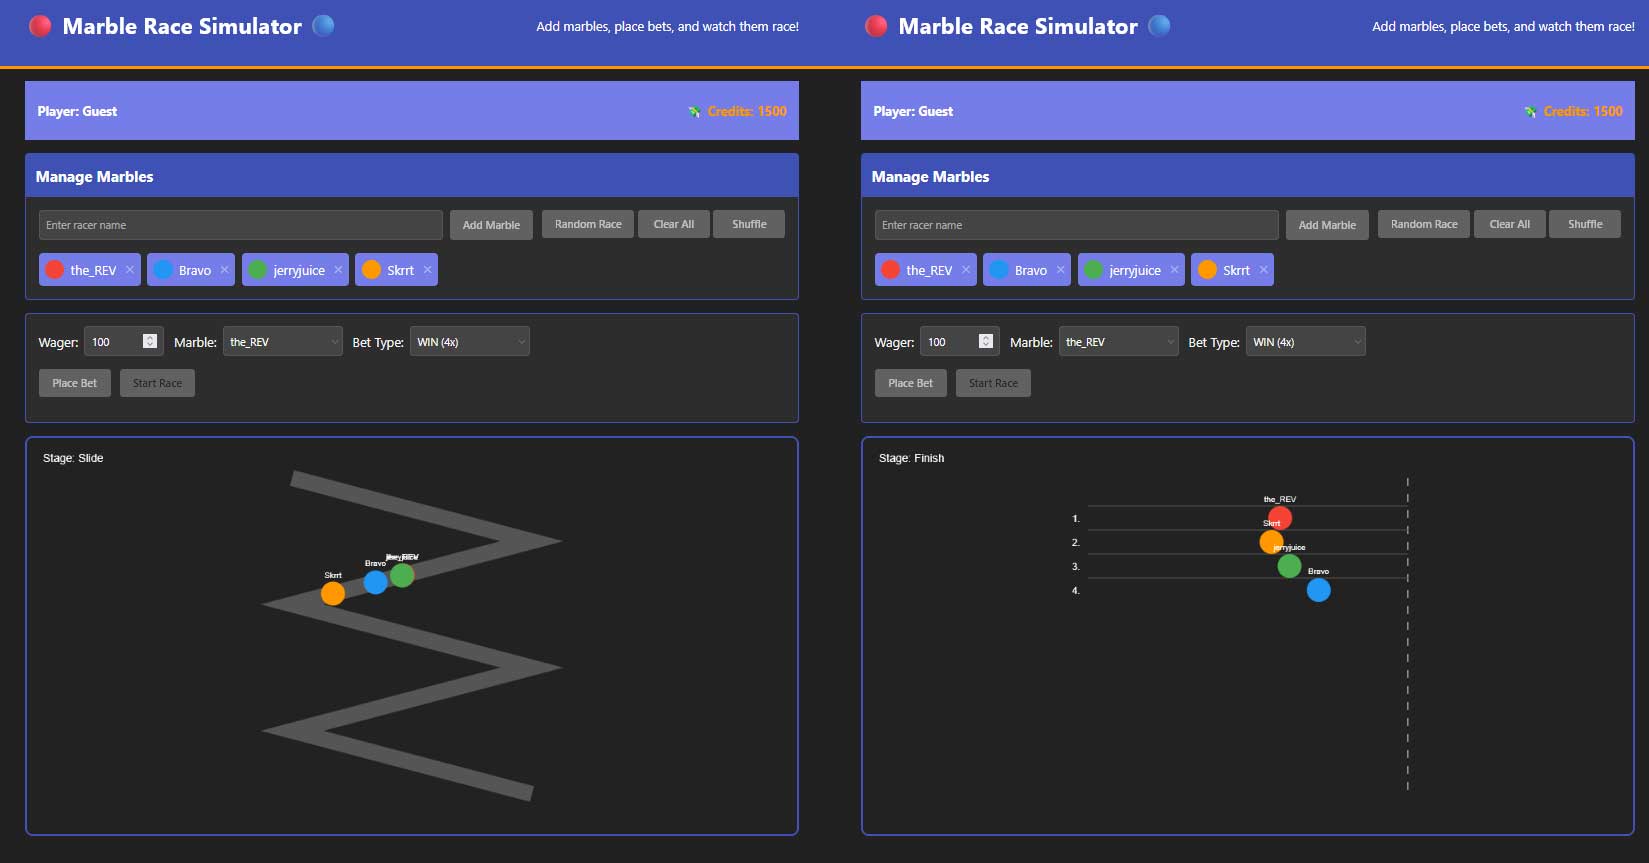 Marble Race Simulator
Add marbles, place bets, and watch them race!
Player: Guest
Credits: 1500
Manage Marbles
Enter racer name
Add Marble
Random Race
Clear All
Shuffle
the_REV ×
Bravo ×
jerryjuice ×
Skrrt ×
Wager: 100
Marble: the_REV
Bet Type: WIN (4x)
Place Bet
Start Race
Stage: Slide
Bravo
Skrrt
Marble Race Simulator
Add marbles, place bets, and watch them race!
Player: Guest
Credits: 1500
Manage Marbles
Enter racer name
Add Marble
Random Race
Clear All
Shuffle
the_REV ×
Bravo ×
jerryjuice ×
Skrrt ×
Wager: 100
Marble: the_REV
Bet Type: WIN (4x)
Place Bet
Start Race
Stage: Finish
the_REV
1.
Skrrt
2.
jerryjuice
3.
Bravo
4.